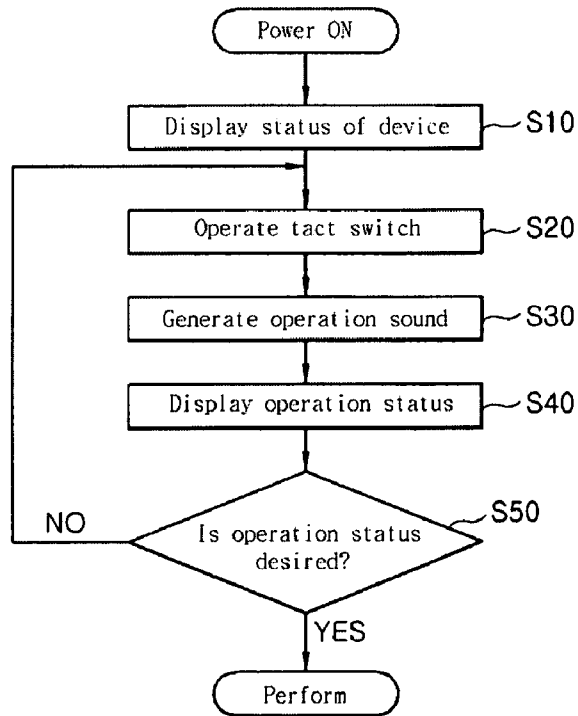 Power ON
Display status of device
S10
Operate tact switch
S20
Generate operation sound
S30
Display operation status
S40
Is operation status
desired?
S50
NO
YES
Perform